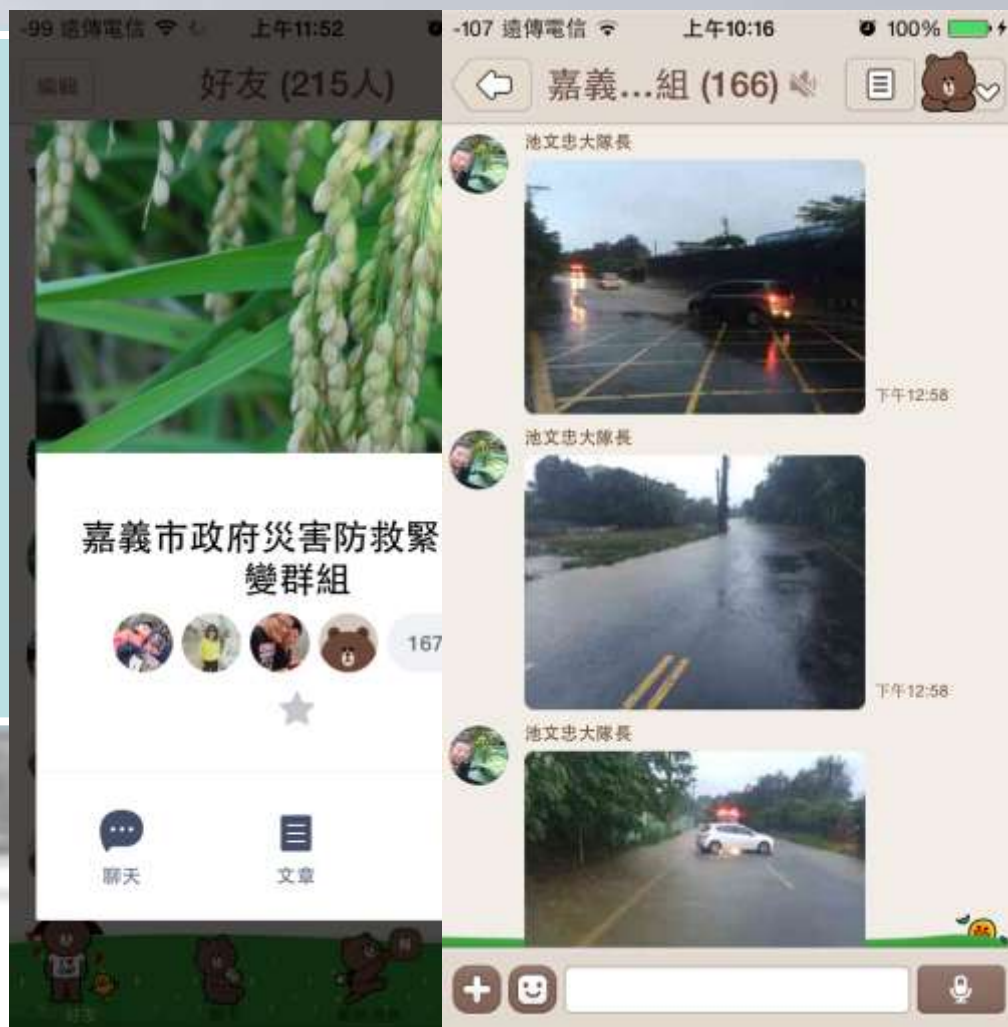 -99 遠傳電信
上午11:52
編輯
好友 (215人)
嘉義市政府災害防救緊
變群組
167
聊天
文章
好友
-107 遠傳電信
上午10:16
100%
嘉義…組 (166)
池文忠大隊長
下午12:58
池文忠大隊長
下午12:58
池文忠大隊長